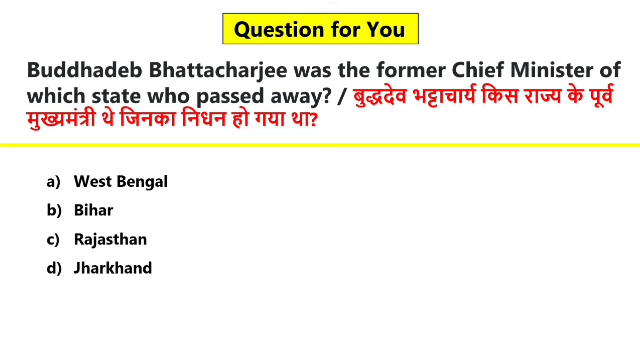 Question for You
Buddhadeb Bhattacharjee was the former Chief Minister of
which state who passed away? / बुद्धदेव भट्टाचार्य किस राज्य के पूर्व
मुख्यमंत्री थे जिनका निधन हो गया था?
a) West Bengal
b) Bihar
c) Rajasthan
d) Jharkhand